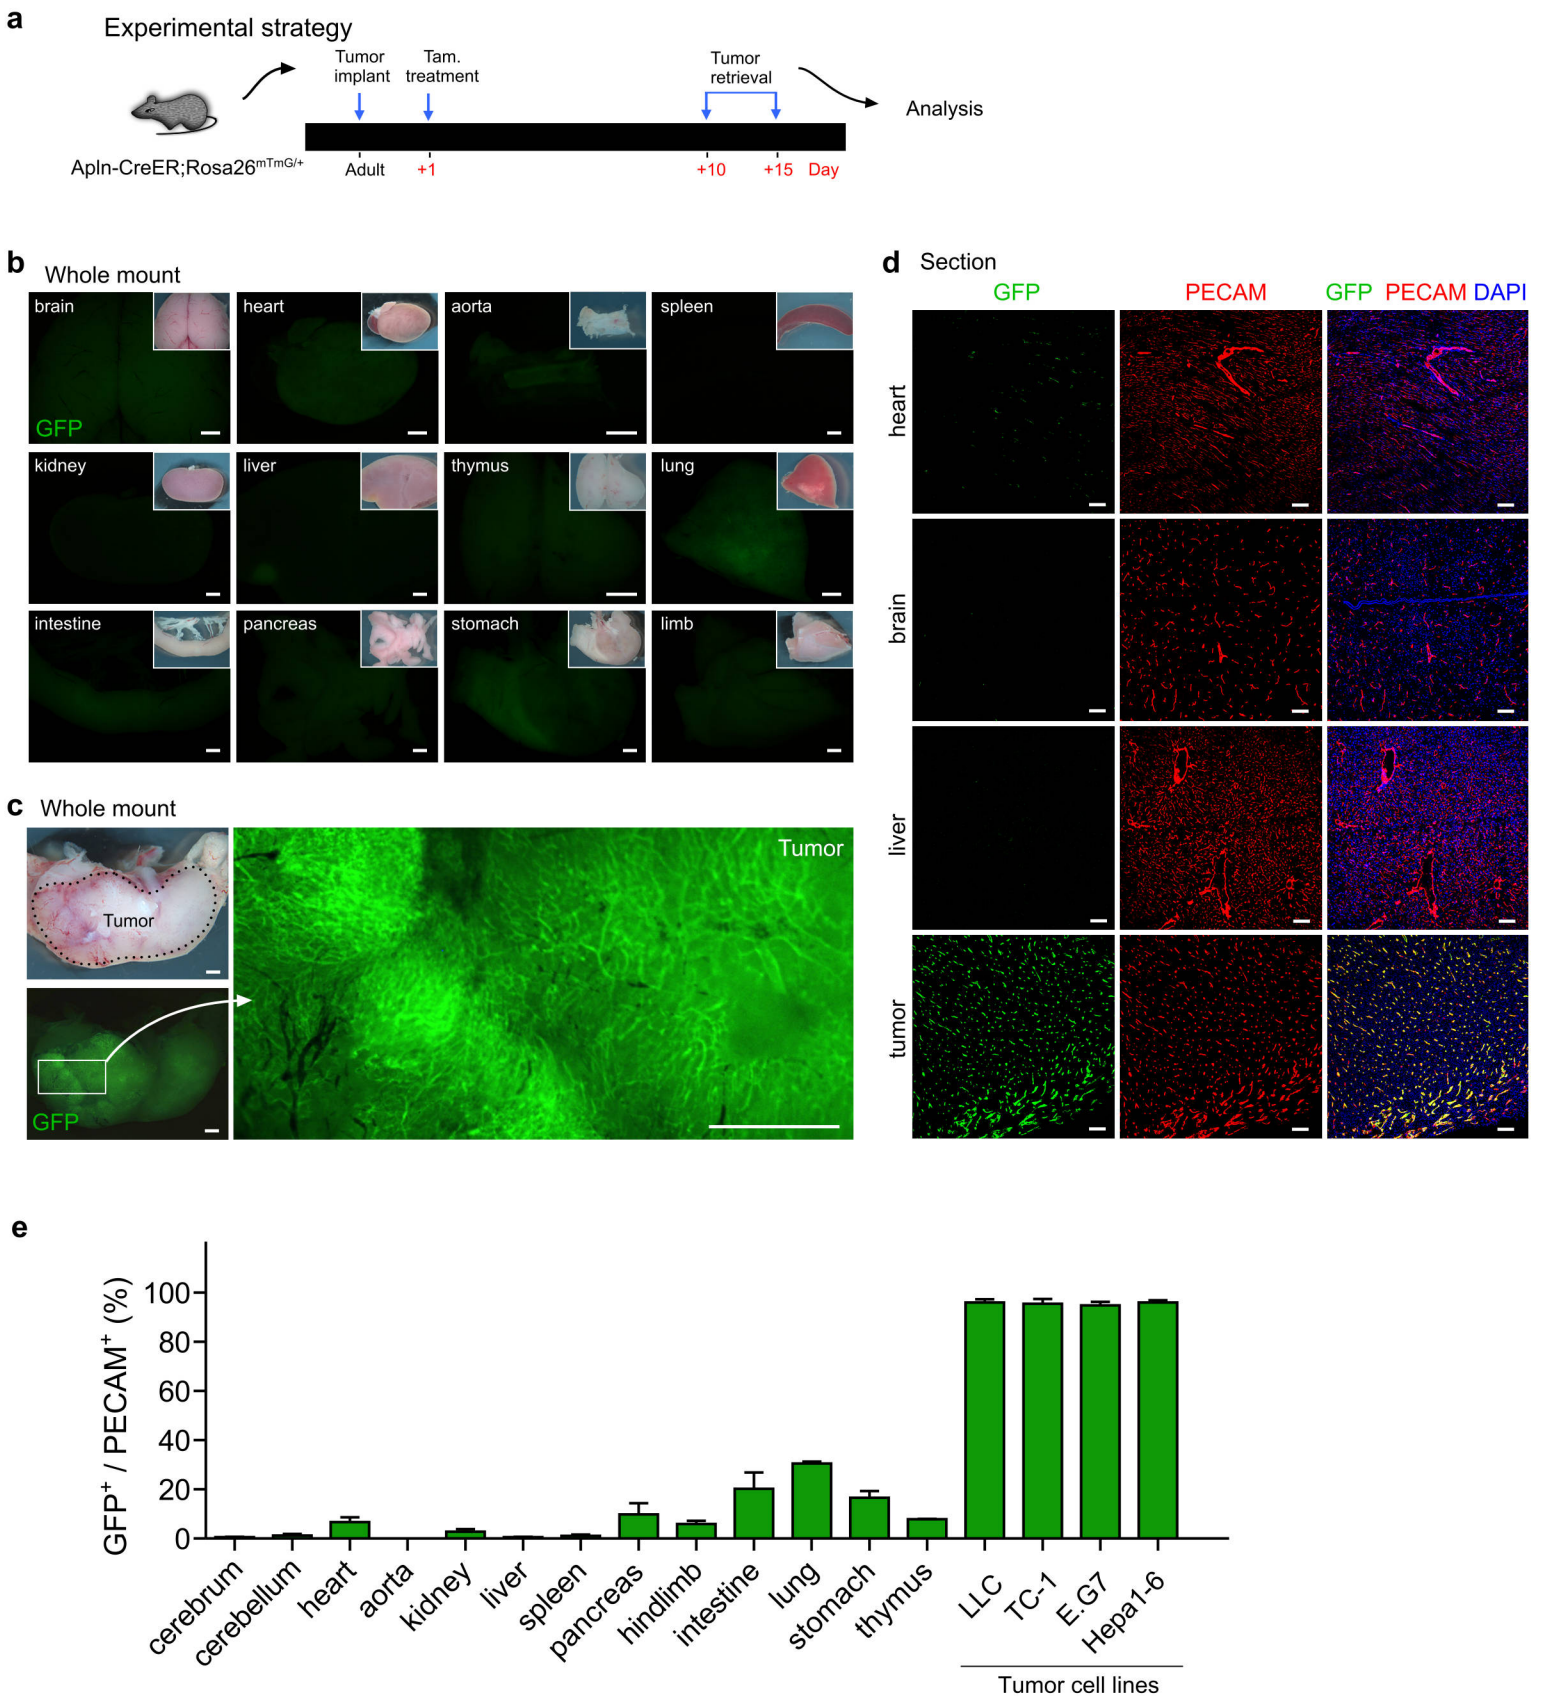 a
Experimental strategy
Tumor
implant
Tam.
treatment
Tumor
retrieval
Analysis
Apln-CreER;Rosa26mTmG/+
Adult
+1
+10
+15
Day
b
Whole mount
brain
heart
aorta
spleen
GFP
kidney
liver
thymus
lung
intestine
pancreas
stomach
limb
c
Whole mount
Tumor
GFP
Tumor
d
Section
GFP
PECAM
GFP PECAM DAPI
heart
brain
liver
tumor
e
GFP+ / PECAM+ (%)
100
80
60
40
20
0
cerebrum
cerebellum
heart
aorta
kidney
liver
spleen
pancreas
hindlimb
intestine
lung
stomach
thymus
LLC
TC-1
E.G7
Hepa1-6
Tumor cell lines